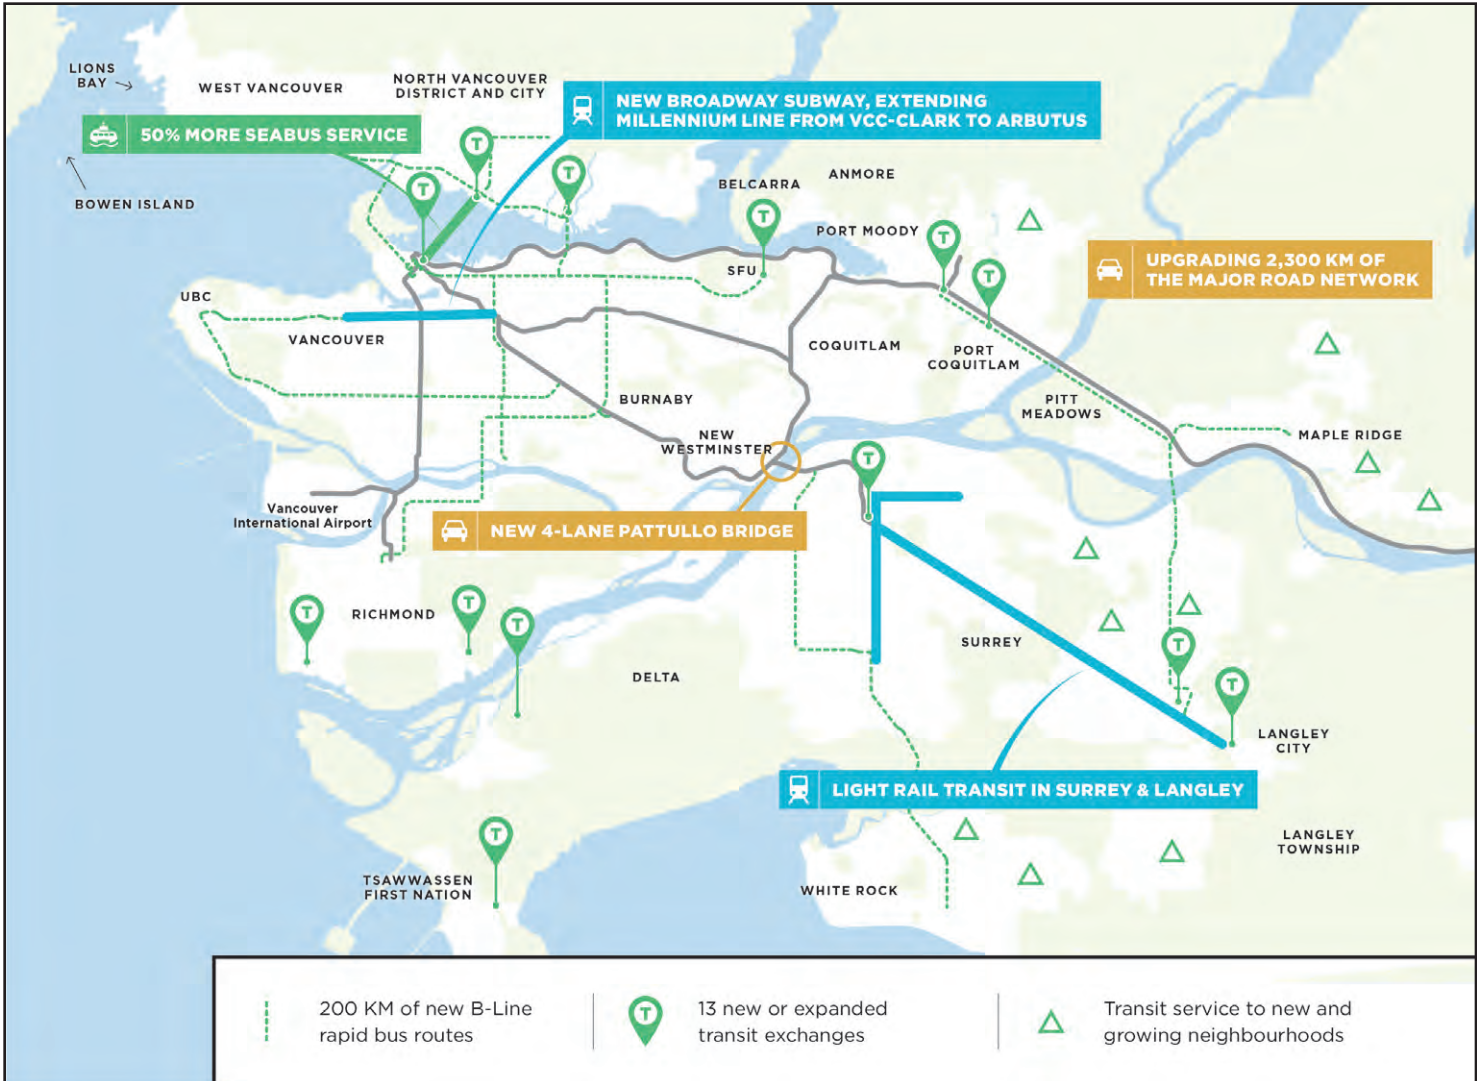 LIONS
BAY
WEST VANCOUVER
NORTH VANCOUVER
DISTRICT AND CITY
NEW BROADWAY SUBWAY, EXTENDING
MILLENNIUM LINE FROM VCC-CLARK TO ARBUTUS
50% MORE SEABUS SERVICE
T
T
T
BOWEN ISLAND
BELCARRA
ANMORE
T
PORT MOODY
T
UPGRADING 2,300 KM OF
THE MAJOR ROAD NETWORK
SFU
T
UBC
VANCOUVER
COQUITLAM
PORT
COQUITLAM
BURNABY
PITT
MEADOWS
NEW
WESTMINSTER
MAPLE RIDGE
T
Vancouver
International Airport
NEW 4-LANE PATTULLO BRIDGE
T
RICHMOND
T
T
SURREY
T
DELTA
T
LANGLEY
CITY
LIGHT RAIL TRANSIT IN SURREY & LANGLEY
T
LANGLEY
TOWNSHIP
TSAWWASSEN
FIRST NATION
WHITE ROCK
200 KM of new B-Line
rapid bus routes
T
13 new or expanded
transit exchanges
Transit service to new and
growing neighbourhoods